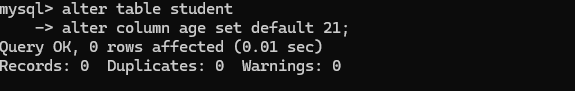 mysql> alter table student
    -> alter column age set default 21;
Query OK, 0 rows affected (0.01 sec)
Records: 0  Duplicates: 0  Warnings: 0